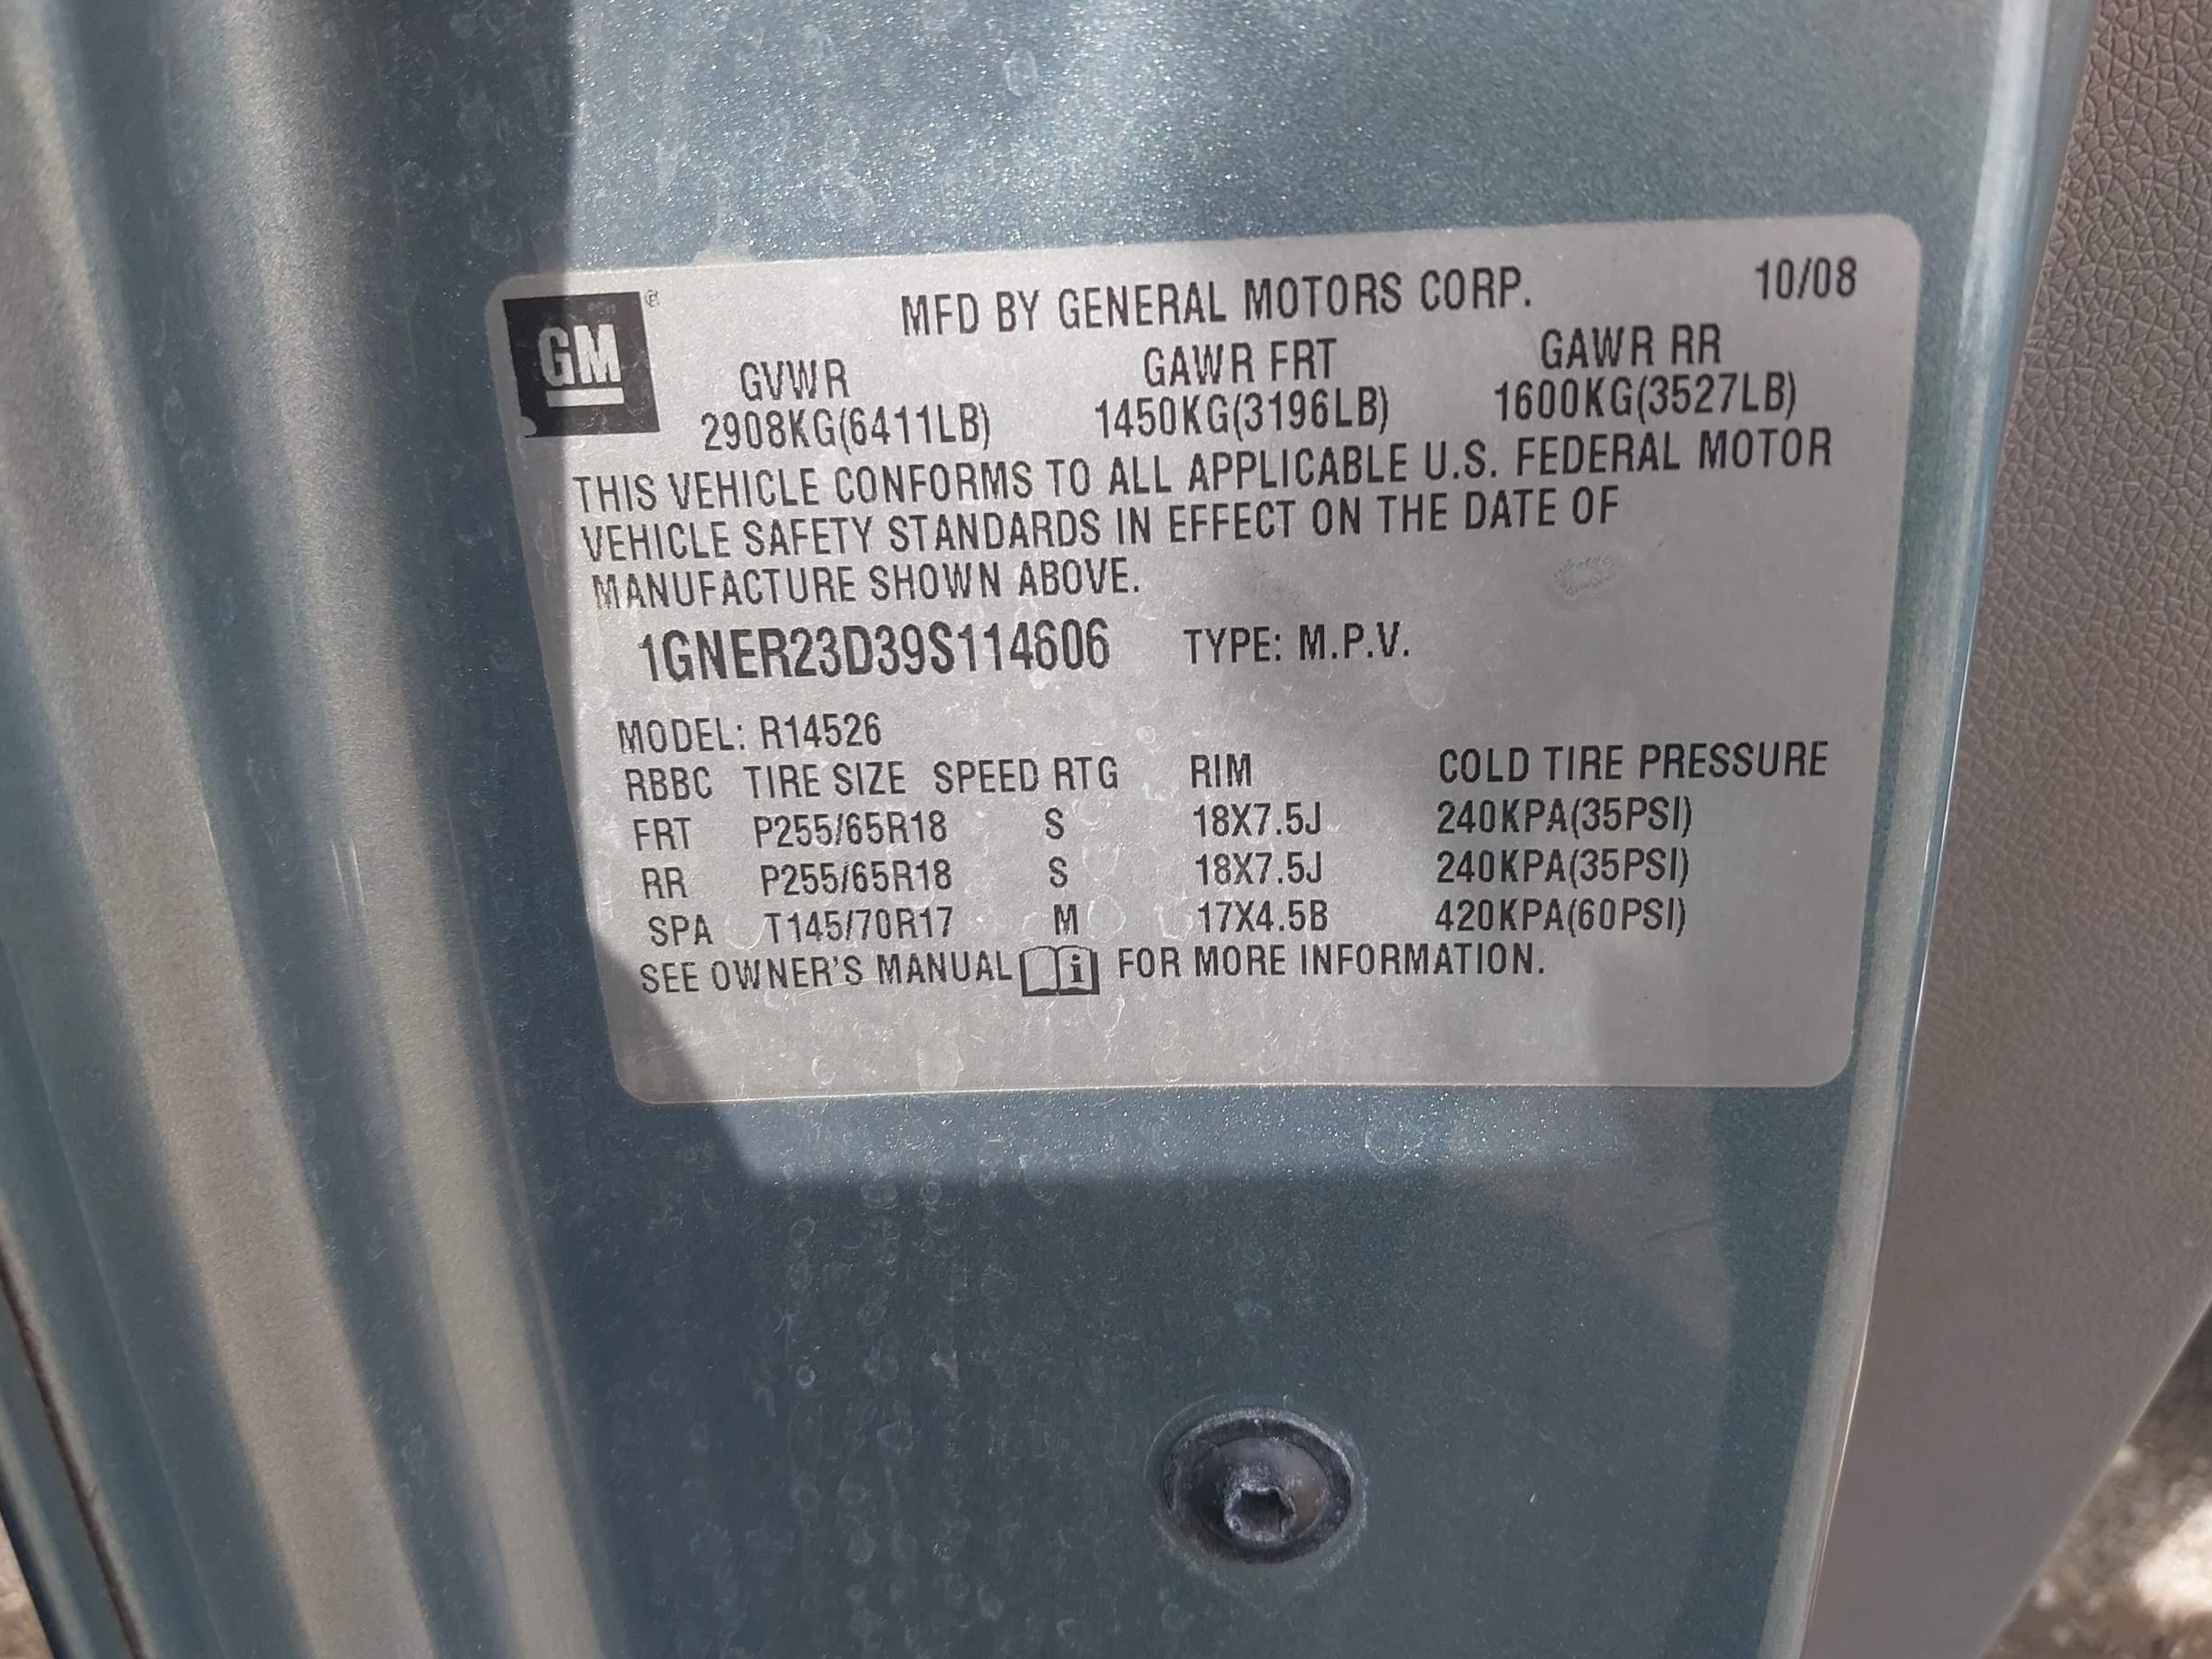 GM ®
MFD BY GENERAL MOTORS CORP. 10/08
GVWR GAWR FRT GAWR RR
2908KG(6411LB) 1450KG(3196LB) 1600KG(3527LB)
THIS VEHICLE CONFORMS TO ALL APPLICABLE U.S. FEDERAL MOTOR
VEHICLE SAFETY STANDARDS IN EFFECT ON THE DATE OF
MANUFACTURE SHOWN ABOVE.
1GNER23D39S114606 TYPE: M.P.V.
MODEL: R14526
RBBC TIRE SIZE SPEED RTG RIM COLD TIRE PRESSURE
FRT P255/65R18 S 18X7.5J 240KPA(35PSI)
RR P255/65R18 S 18X7.5J 240KPA(35PSI)
SPA T145/70R17 M 17X4.5B 420KPA(60PSI)
SEE OWNER'S MANUAL i FOR MORE INFORMATION.